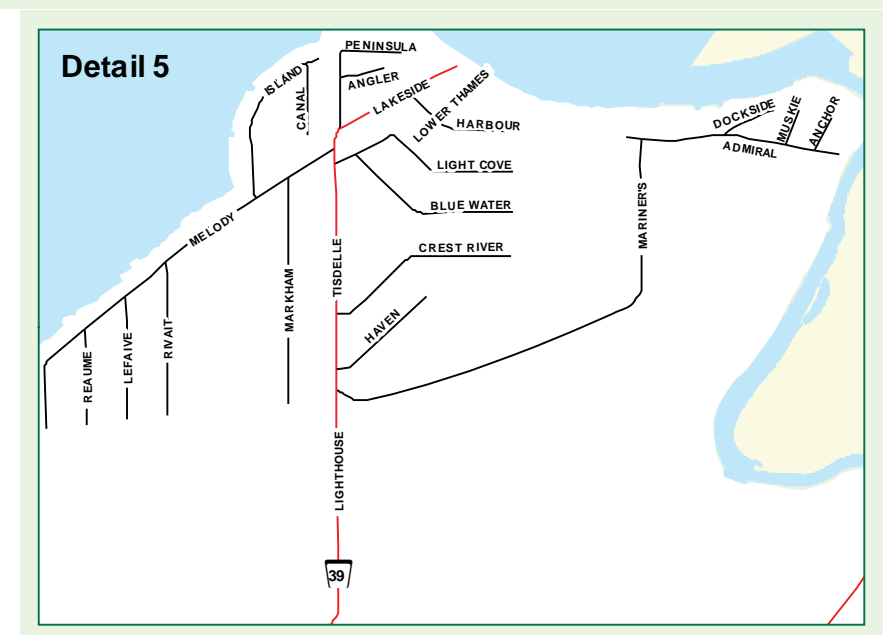 Detail 5
PENINSULA
ISLAND
CANAL
ANGLER
LAKESIDE
LOWER THAMES
HARBOUR
DOCKSIDE
MUSKIE
ANCHOR
ADMIRAL
LIGHT COVE
BLUE WATER
MELODY
MARINER'S
CREST RIVER
TISDELLE
MARKHAM
HAVEN
RIVAIT
LEFAIVE
REAUME
LIGHTHOUSE
39